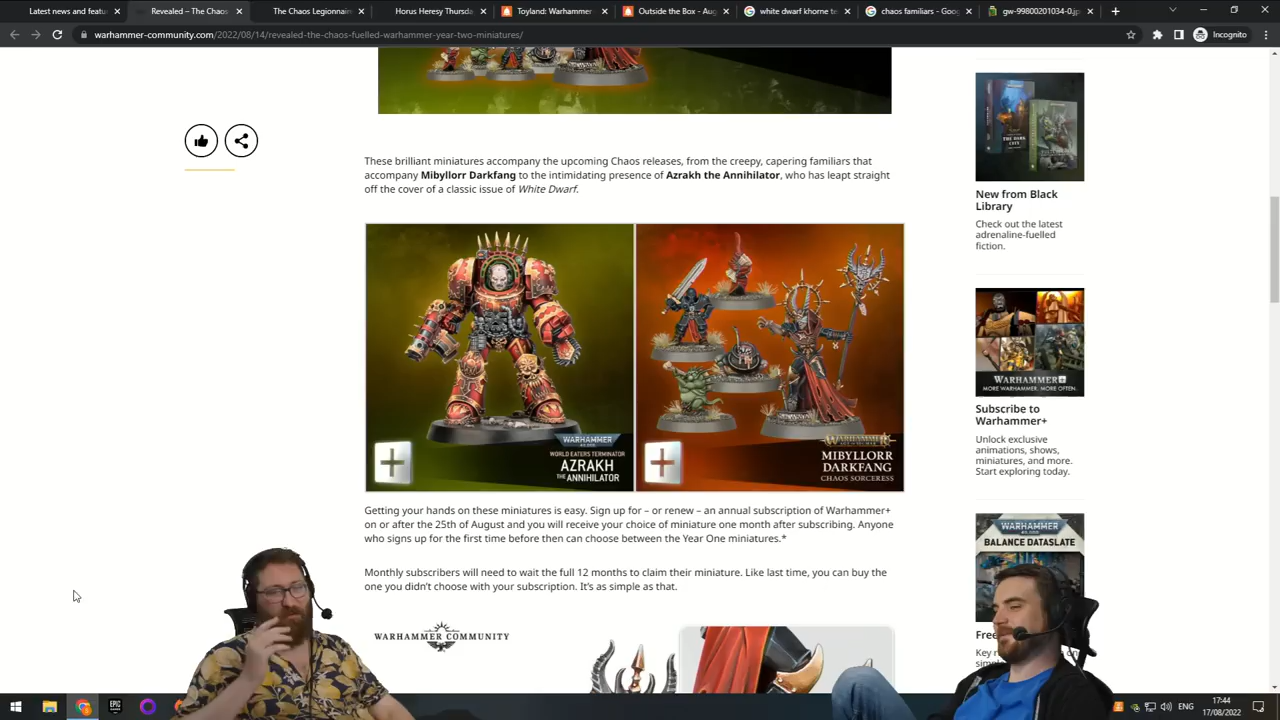 Latest news and featu
Revealed – The Chaos
The Chaos Legionnain
Horus Heresy Thursda
Toyland: Warhammer
Outside the Box - Aug
white dwarf khorne te
chaos familiars - Goog
gw-99800201034-0.jp
warhammer-community.com/2022/08/14/revealed-the-chaos-fuelled-warhammer-year-two-miniatures/
Incognito
These brilliant miniatures accompany the upcoming Chaos releases, from the creepy, capering familiars that
accompany Mibyllorr Darkfang to the intimidating presence of Azrakh the Annihilator, who has leapt straight
off the cover of a classic issue of White Dwarf.
WARHAMMER
WORLD EATERS TERMINATOR
AZRAKH
THE ANNIHILATOR
WARHAMMER
MIBYLLORR
DARKFANG
CHAOS SORCERESS
Getting your hands on these miniatures is easy. Sign up for – or renew – an annual subscription of Warhammer+
on or after the 25th of August and you will receive your choice of miniature one month after subscribing. Anyone
who signs up for the first time before then can choose between the Year One miniatures.*
Monthly subscribers will need to wait the full 12 months to claim their miniature. Like last time, you can buy the
one you didn't choose with your subscription. It's as simple as that.
WARHAMMER COMMUNITY
THE DARK
CITY
New from Black
Library
Check out the latest
adrenaline-fuelled
fiction.
WARHAMMER+
MORE WARHAMMER. MORE OFTEN.
Subscribe to
Warhammer+
Unlock exclusive
animations, shows,
miniatures, and more.
Start exploring today.
WARHAMMER
BALANCE DATASLATE
Free
Key
ENG
17:44
17/08/2022